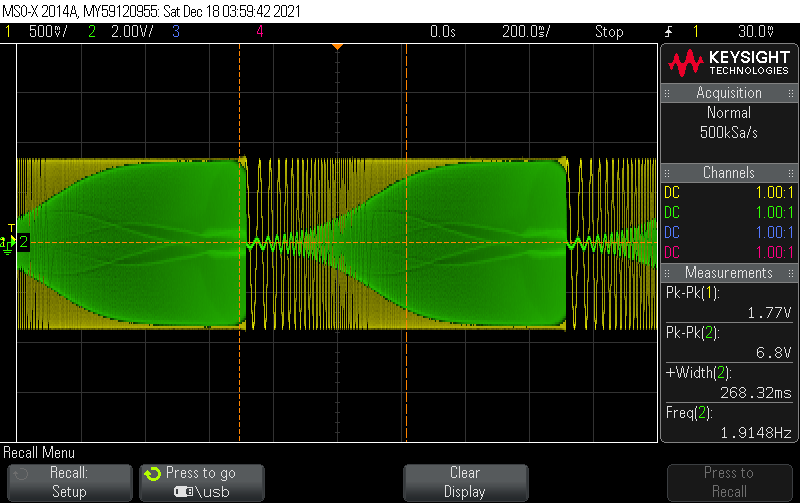 MSO-X 2014A, MY59120955: Sat Dec 18 03:59:42 2021
1 500♥/ 2 2.00V/ 3 4 0.0s 200.0♥/ Stop 1 30.0♥
KEYSIGHT
TECHNOLOGIES
Acquisition
Normal
500kSa/s
Channels
DC 1.00:1
DC 1.00:1
DC 1.00:1
DC 1.00:1
Measurements
Pk-Pk(1):
1.77V
Pk-Pk(2):
6.8V
+Width(2):
268.32ms
Freq(2):
1.9148Hz
T
2
Recall Menu
Recall:
Setup
Press to go
\usb
Clear
Display
Press to
Recall